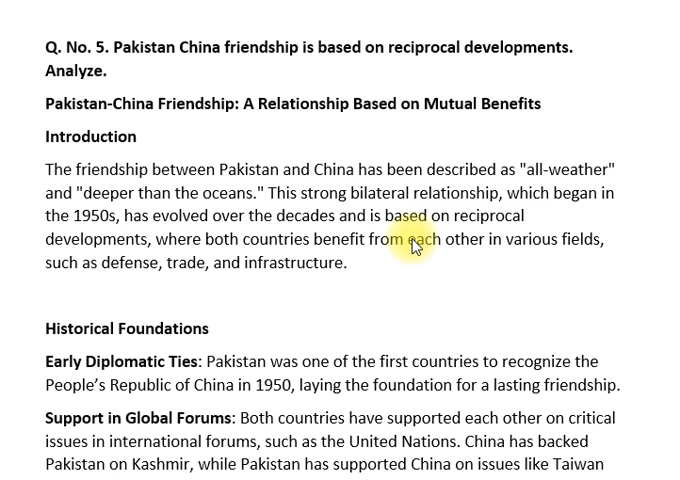 Q. No. 5. Pakistan China friendship is based on reciprocal developments.
Analyze.
Pakistan-China Friendship: A Relationship Based on Mutual Benefits
Introduction
The friendship between Pakistan and China has been described as "all-weather"
and "deeper than the oceans." This strong bilateral relationship, which began in
the 1950s, has evolved over the decades and is based on reciprocal
developments, where both countries benefit from each other in various fields,
such as defense, trade, and infrastructure.
Historical Foundations
Early Diplomatic Ties: Pakistan was one of the first countries to recognize the
People’s Republic of China in 1950, laying the foundation for a lasting friendship.
Support in Global Forums: Both countries have supported each other on critical
issues in international forums, such as the United Nations. China has backed
Pakistan on Kashmir, while Pakistan has supported China on issues like Taiwan